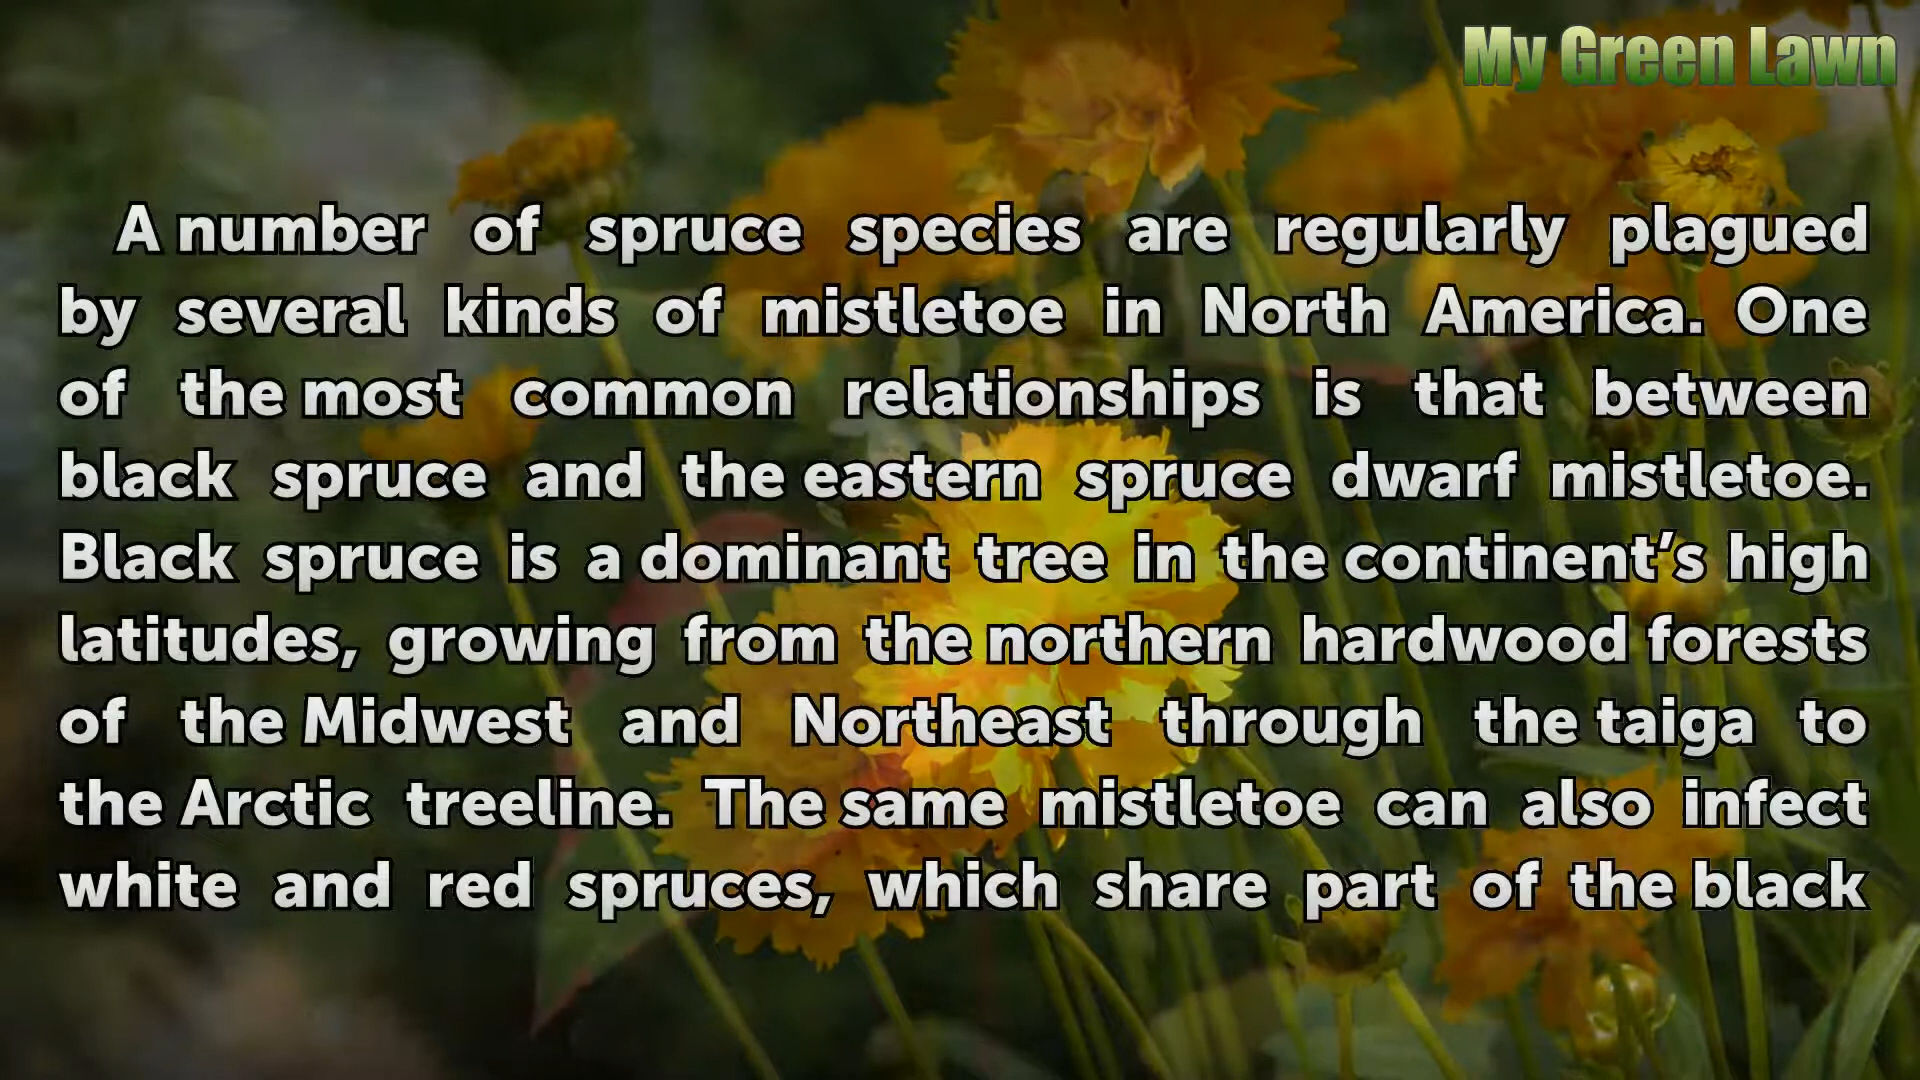 My Green Lawn
A number of spruce species are regularly plagued
by several kinds of mistletoe in North America. One
of the most common relationships is that between
black spruce and the eastern spruce dwarf mistletoe.
Black spruce is a dominant tree in the continent’s high
latitudes, growing from the northern hardwood forests
of the Midwest and Northeast through the taiga to
the Arctic treeline. The same mistletoe can also infect
white and red spruces, which share part of the black